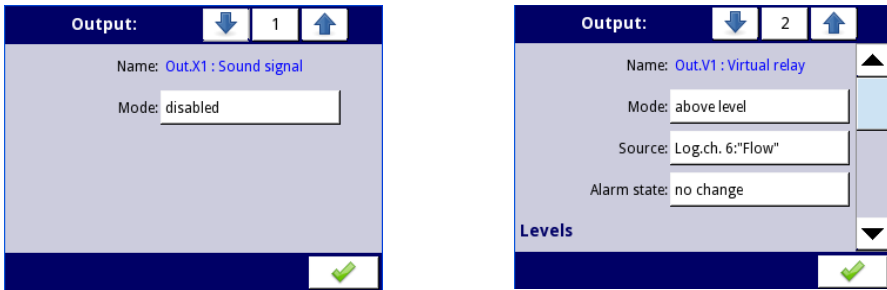 Output: 1
Name: Out.X1 : Sound signal
Mode: disabled
Output: 2
Name: Out.V1 : Virtual relay
Mode: above level
Source: Log.ch. 6:"Flow"
Alarm state: no change
Levels